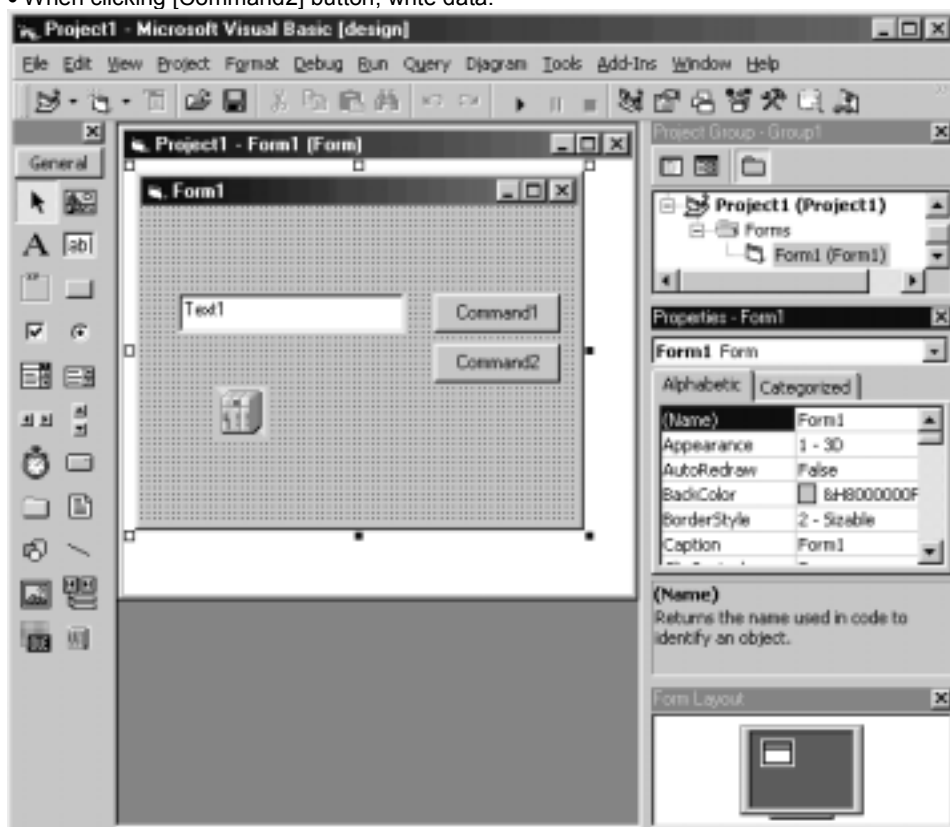 • When clicking [Command2] button, write data.
Project1 - Microsoft Visual Basic [design]
File Edit View Project Format Debug Run Query Diagram Tools Add-Ins Window Help
General
Project1 - Form1 (Form)
Form1
Text1
Command1
Command2
Project Group - Group1
Project1 (Project1)
Forms
Form1 (Form1)
Properties - Form1
Form1 Form
Alphabetic Categorized
(Name) Form1
Appearance 1 - 3D
AutoRedraw False
BackColor &H8000000F
BorderStyle 2 - Sizable
Caption Form1
(Name)
Returns the name used in code to
identify an object.
Form Layout